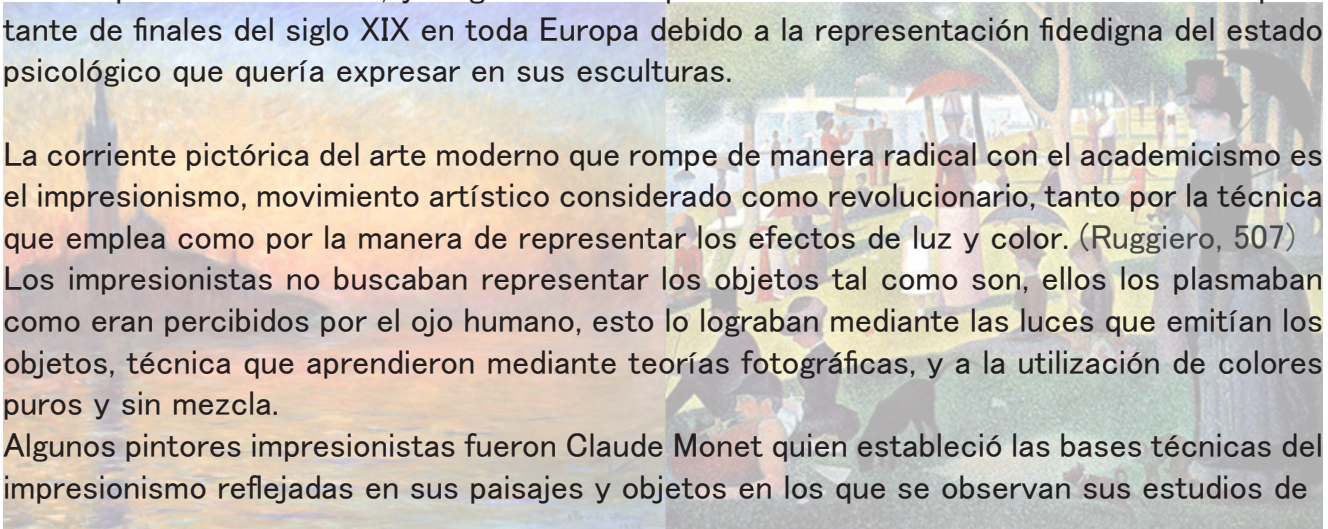 tante de finales del siglo XIX en toda Europa debido a la representación fidedigna del estado
psicológico que quería expresar en sus esculturas.
La corriente pictórica del arte moderno que rompe de manera radical con el academicismo es
el impresionismo, movimiento artístico considerado como revolucionario, tanto por la técnica
que emplea como por la manera de representar los efectos de luz y color. (Ruggiero, 507)
Los impresionistas no buscaban representar los objetos tal como son, ellos los plasmaban
como eran percibidos por el ojo humano, esto lo lograban mediante las luces que emitían los
objetos, técnica que aprendieron mediante teorías fotográficas, y a la utilización de colores
puros y sin mezcla.
Algunos pintores impresionistas fueron Claude Monet quien estableció las bases técnicas del
impresionismo reflejadas en sus paisajes y objetos en los que se observan sus estudios de